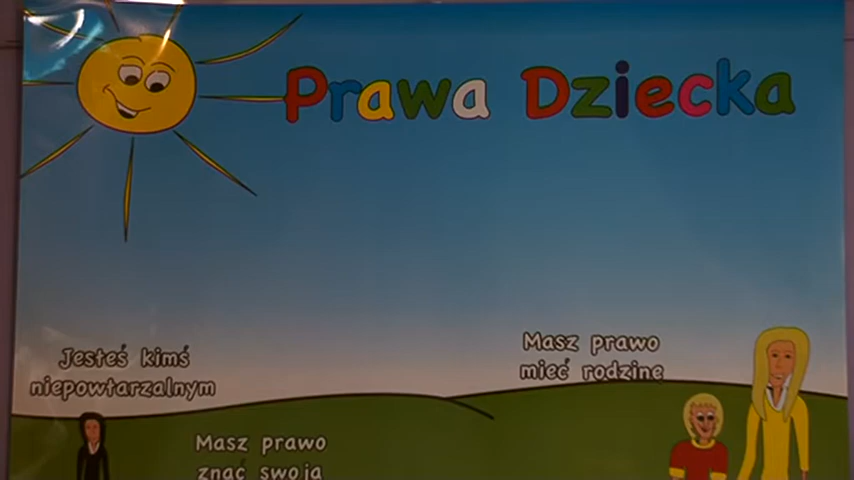 Prawa Dziecka
Jesteś kimś
niepowtarzalnym
Masz prawo
mieć rodzinę
Masz prawo
znać swoją